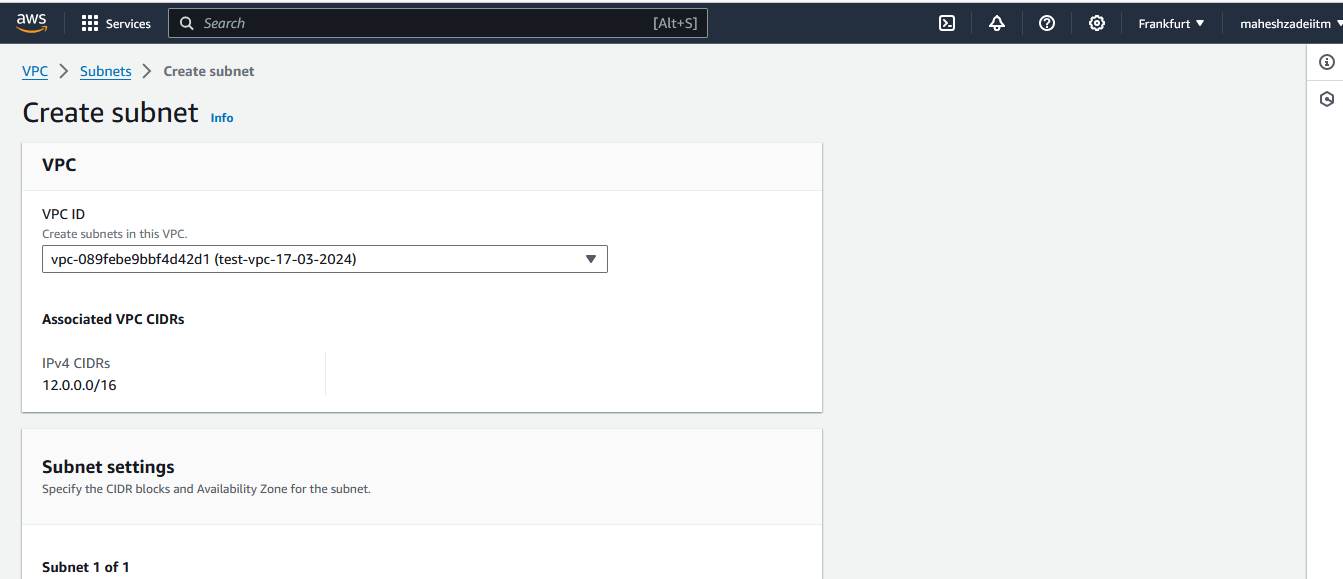 aws Services Search [Alt+S] Frankfurt maheshzadeiitm
VPC Subnets Create subnet
Create subnet Info
VPC
VPC ID
Create subnets in this VPC.
vpc-089febe9bbf4d42d1 (test-vpc-17-03-2024)
Associated VPC CIDRs
IPv4 CIDRs
12.0.0.0/16
Subnet settings
Specify the CIDR blocks and Availability Zone for the subnet.
Subnet 1 of 1